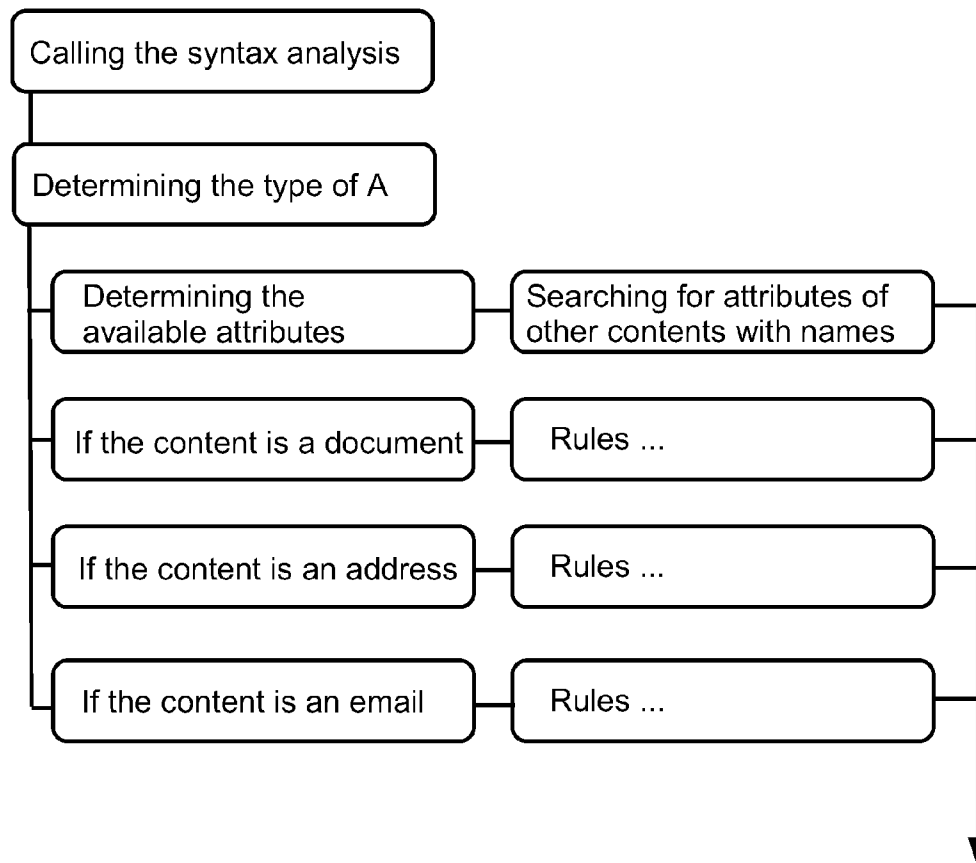 Calling the syntax analysis
Determining the type of A
Determining the
available attributes
Searching for attributes of
other contents with names
If the content is a document
Rules ...
If the content is an address
Rules ...
If the content is an email
Rules ...